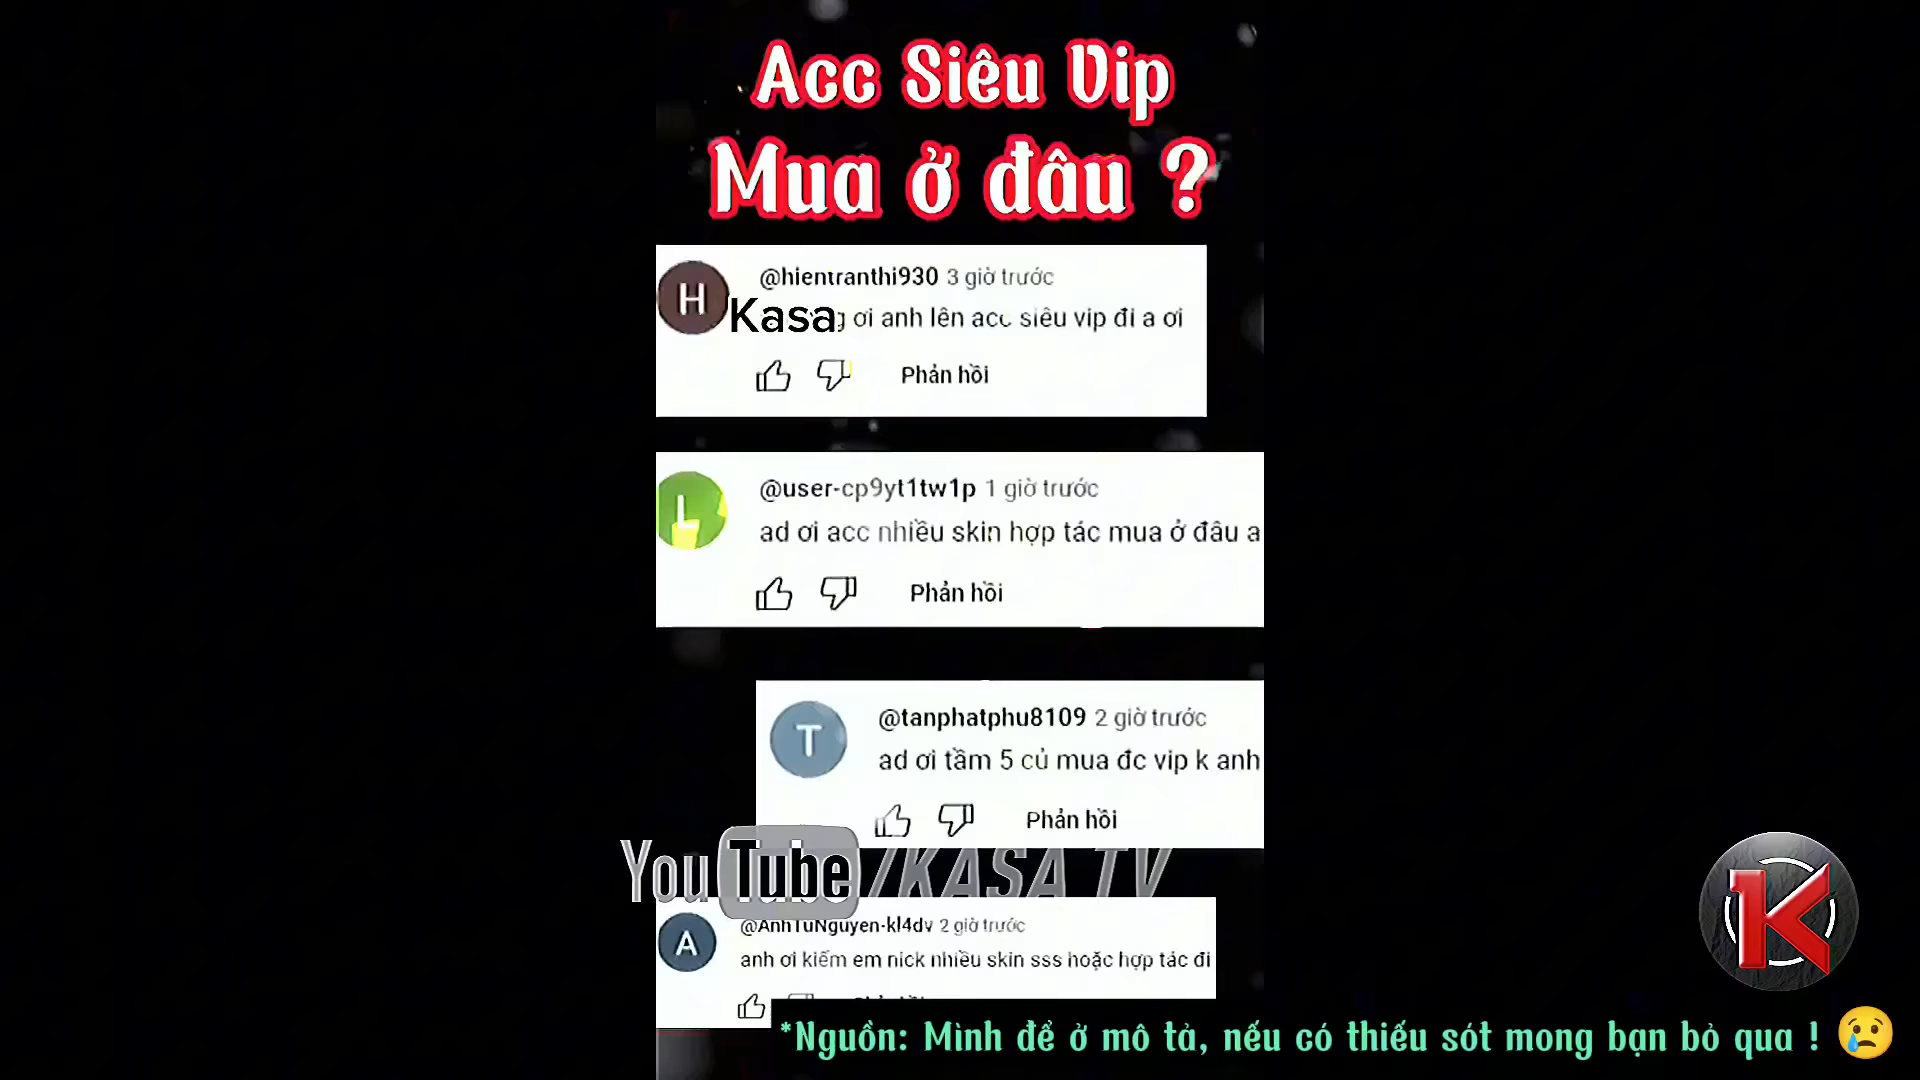 Acc Siêu Vip
Mua ở đâu ?
@hientranthi930 3 giờ trước
Kasa g ơi anh lên acc siêu vip đi a ơi
Phản hồi
@user-cp9yt1tw1p 1 giờ trước
ad ơi acc nhiều skin hợp tác mua ở đâu a
Phản hồi
@tanphatphu8109 2 giờ trước
ad ơi tầm 5 củ mua đc vip k anh
Phản hồi
YouTube/KASA TV
@AnhTuNguyen-kl4dv 2 giờ trước
anh ơi kiếm em nick nhiều skin sss hoặc hợp tác đi
*Nguồn: Mình để ở mô tả, nếu có thiếu sót mong bạn bỏ qua !